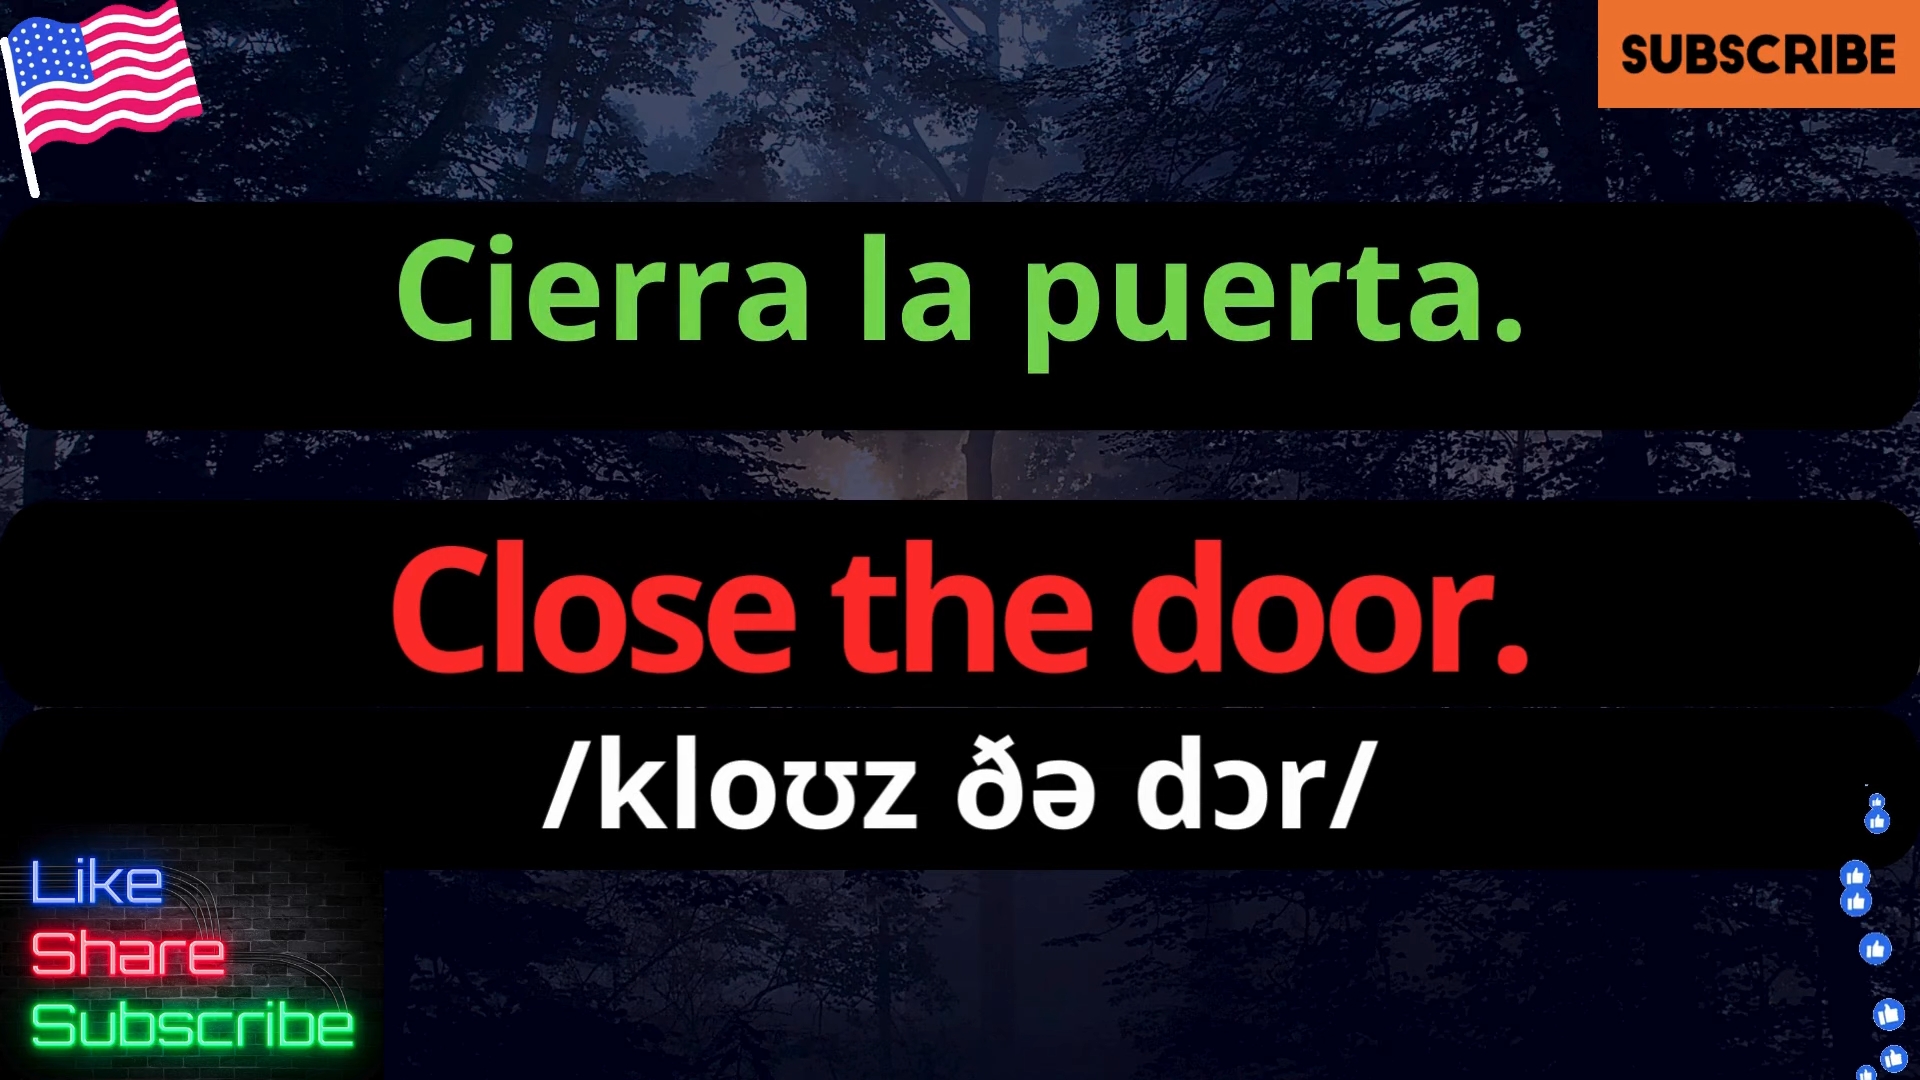 SUBSCRIBE
Cierra la puerta.
Close the door.
/kloʊz ðə dɔr/
Like
Share
Subscribe